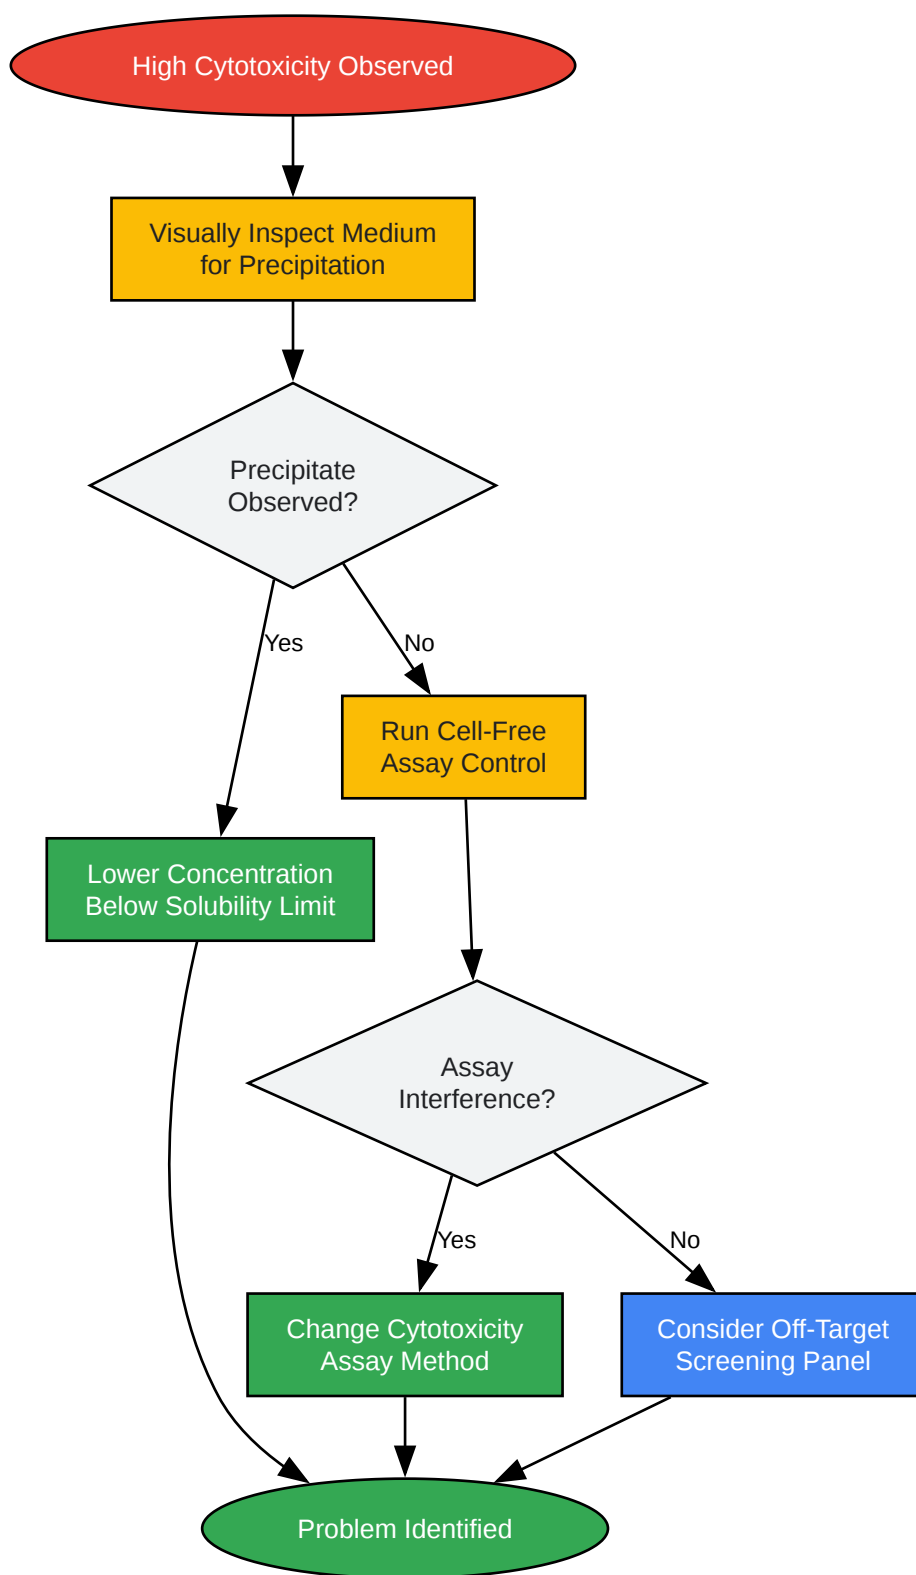 High Cytotoxicity Observed
Visually Inspect Medium
for Precipitation
Precipitate
Observed?
Yes
No
Run Cell-Free
Assay Control
Lower Concentration
Below Solubility Limit
Assay
Interference?
Yes
No
Change Cytotoxicity
Assay Method
Consider Off-Target
Screening Panel
Problem Identified